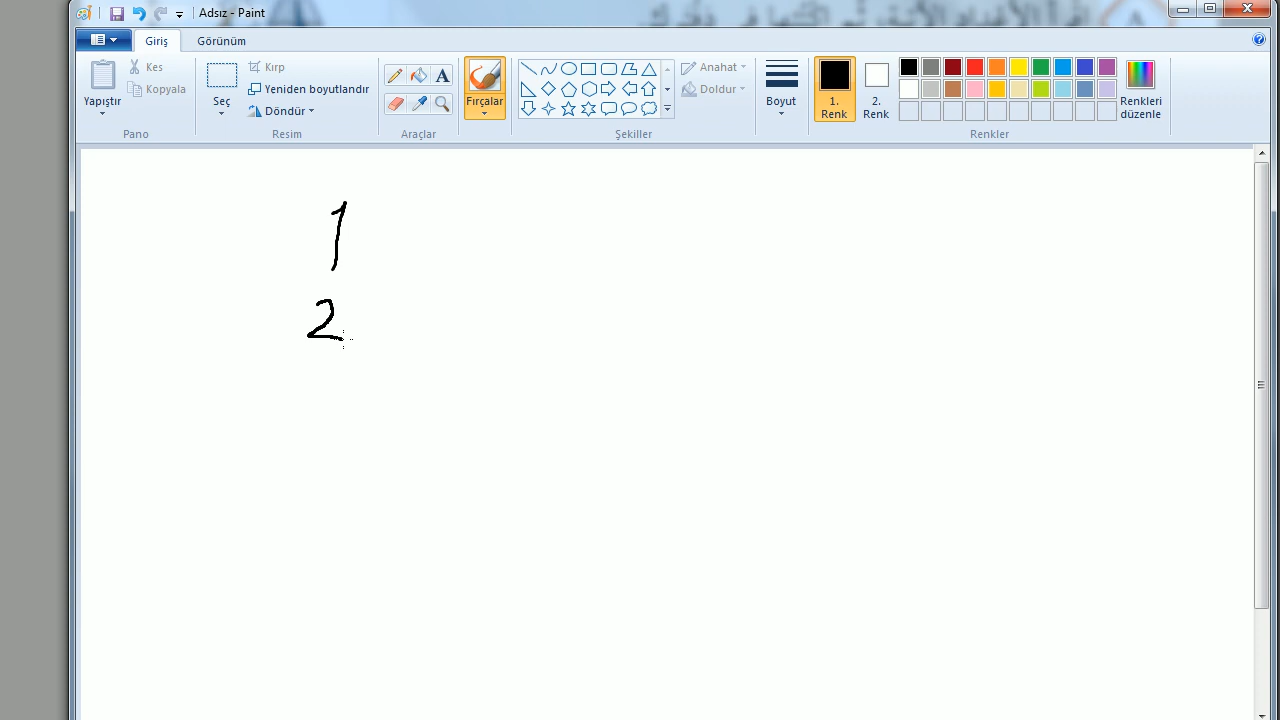 Adsız - Paint
Giriş Görünüm
Yapıştır
Kes
Kopyala
Pano
Seç
Kırp
Yeniden boyutlandır
Döndür
Resim
A
Araçlar
Fırçalar
Anahat
Doldur
Şekiller
Boyut
1.
Renk
2.
Renk
Renkleri
düzenle
Renkler
1
2